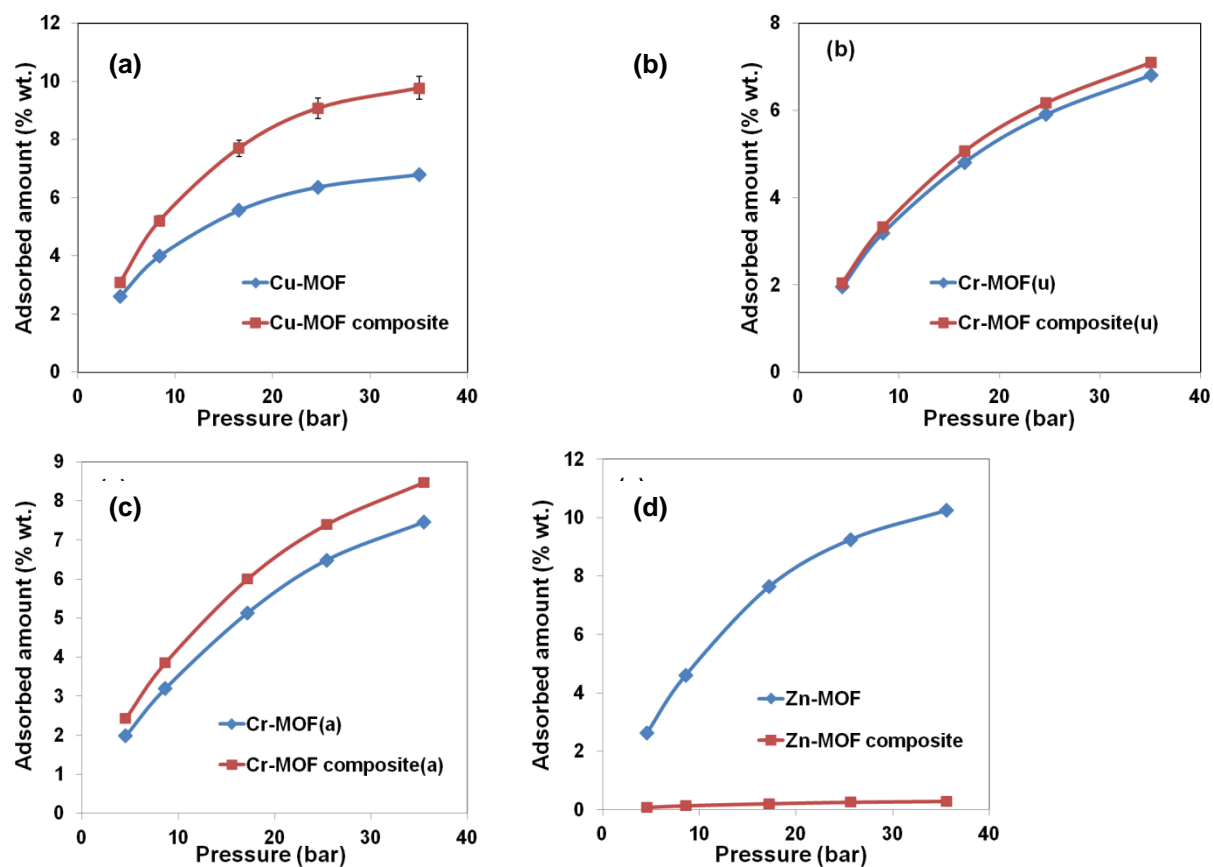 12
10
8
6
4
2
0
(a)
Adsorbed amount (% wt.)
Cu-MOF
Cu-MOF composite
0 10 20 30 40
Pressure (bar)
8
6
4
2
0
(b)
(b)
Adsorbed amount (% wt.)
Cr-MOF(u)
Cr-MOF composite(u)
0 10 20 30 40
Pressure (bar)
9
8
7
6
5
4
3
2
1
0
(c)
Adsorbed amount (% wt.)
Cr-MOF(a)
Cr-MOF composite(a)
0 10 20 30 40
Pressure (bar)
12
10
8
6
4
2
0
(d)
Adsorbed amount (% wt.)
Zn-MOF
Zn-MOF composite
0 10 20 30 40
Pressure (bar)